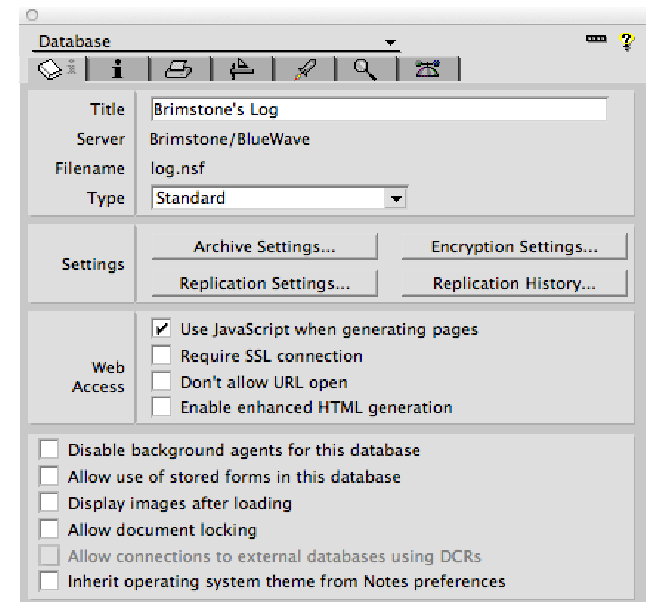 Database
Title Brimstone's Log
Server Brimstone/BlueWave
Filename log.nsf
Type Standard
Settings
Archive Settings... Encryption Settings...
Replication Settings... Replication History...
Web Access
Use JavaScript when generating pages
Require SSL connection
Don't allow URL open
Enable enhanced HTML generation
Disable background agents for this database
Allow use of stored forms in this database
Display images after loading
Allow document locking
Allow connections to external databases using DCRs
Inherit operating system theme from Notes preferences